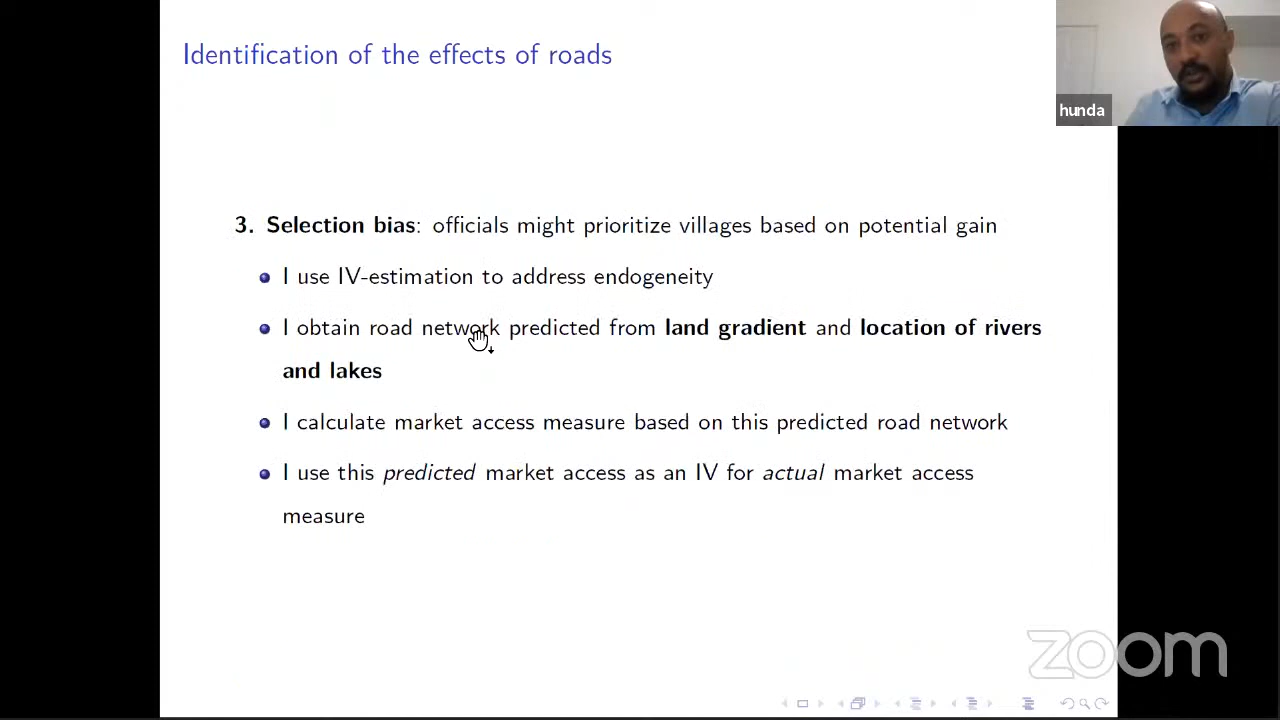 Identification of the effects of roads
hunda
3. Selection bias: officials might prioritize villages based on potential gain
I use IV-estimation to address endogeneity
I obtain road network predicted from land gradient and location of rivers
and lakes
I calculate market access measure based on this predicted road network
I use this predicted market access as an IV for actual market access
measure
zoom